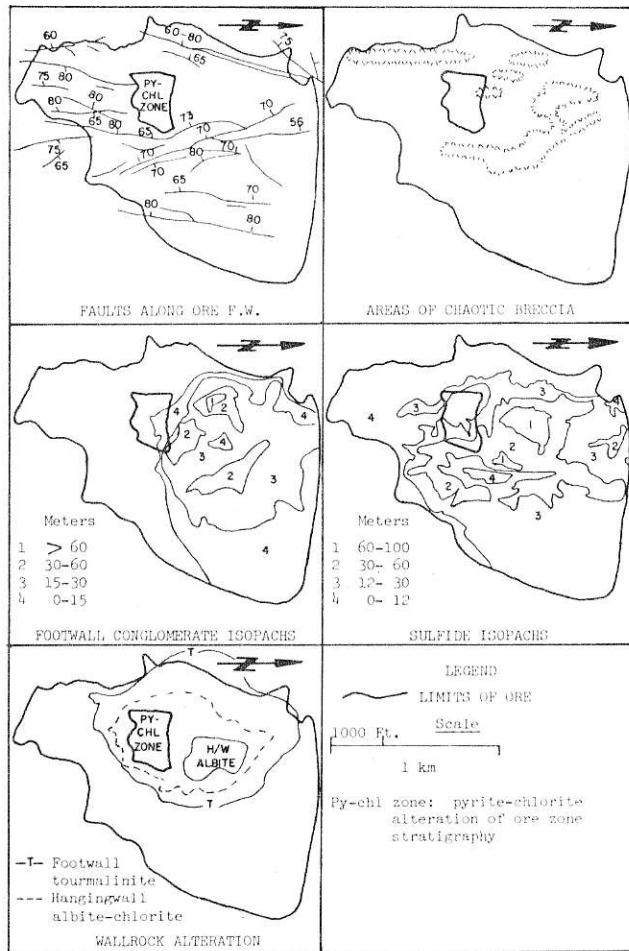 60
60-80
75
65
PY-
CHL
ZONE
75
80
80
80
65
80
65
73
70
70
56
75
65
70
70
80
70
65
70
80
80
FAULTS ALONG ORE F.W.
AREAS OF CHAOTIC BRECCIA
4
1
2
4
2
3
4
2
3
4
Meters
1 > 60
2 30-60
3 15-30
4 0-15
FOOTWALL CONGLOMERATE ISOPACHS
4
3
3
4
1
2
3
2
1
4
2
3
Meters
1 60-100
2 30- 60
3 12- 30
4 0- 12
SULFIDE ISOPACHS
T
PY-
CHL
ZONE
H/W
ALBITE
T
—T— Footwall
tourmalinite
--- Hangingwall
albite-chlorite
WALLROCK ALTERATION
LEGEND
LIMITS OF ORE
Scale
1000 Ft.
1 km
Py-chl zone: pyrite-chlorite
alteration of ore zone
stratigraphy